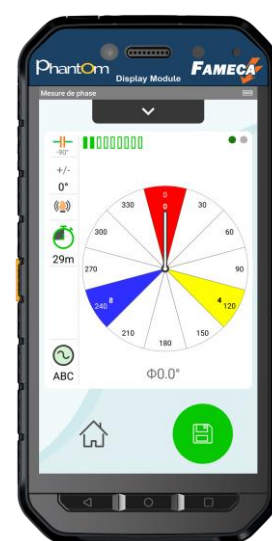 PhantOm
Display Module
FAMECA
Mesure de phase
-90°
+/-
0°
29m
ABC
0
0
30
60
90
4 120
150
180
210
240 8
270
300
330
Φ0.0°